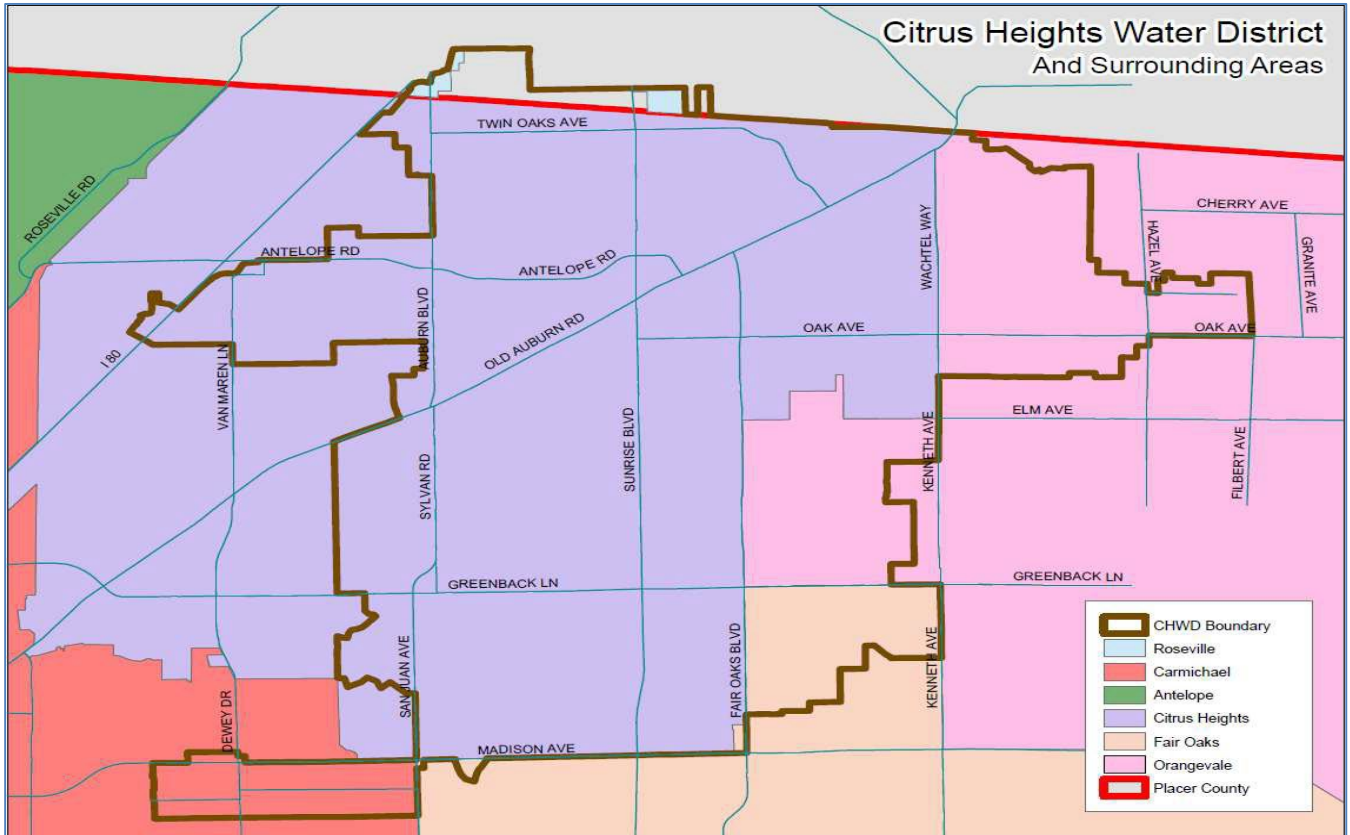 Citrus Heights Water District
And Surrounding Areas
TWIN OAKS AVE
ROSEVILLE RD
CHERRY AVE
WACHTEL WAY
HAZEL AVE
GRANITE AVE
ANTELOPE RD
ANTELOPE RD
AUBURN BLVD
OLD AUBURN RD
OAK AVE
OAK AVE
I 80
VAN MAREN LN
ELM AVE
SYLVAN RD
SUNRISE BLVD
KENNETH AVE
FILBERT AVE
GREENBACK LN
GREENBACK LN
SAN JUAN AVE
FAIR OAKS BLVD
KENNETH AVE
DEWEY DR
MADISON AVE
CHWD Boundary
Roseville
Carmichael
Antelope
Citrus Heights
Fair Oaks
Orangevale
Placer County